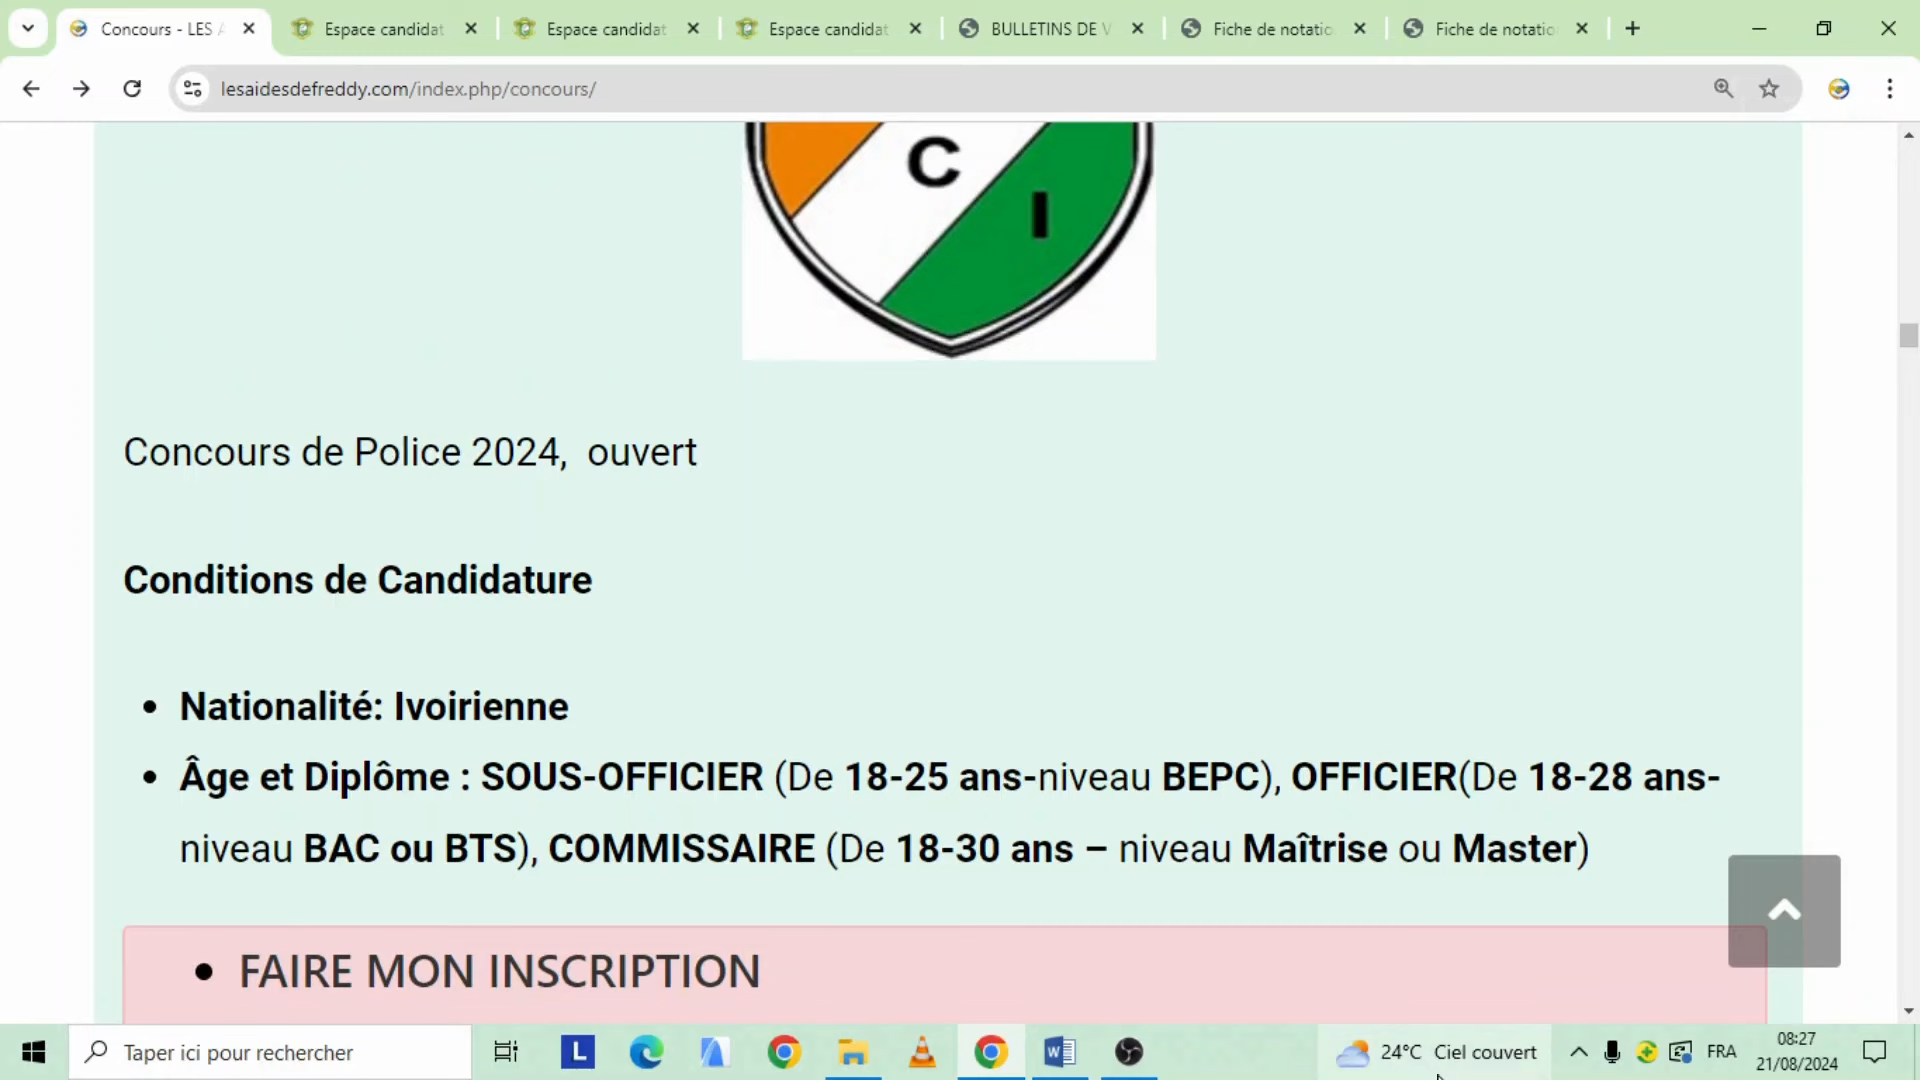 Concours - LES A
Espace candidat
Espace candidat
Espace candidat
BULLETINS DE V
Fiche de notatio
Fiche de notatio
lesaidesdefreddy.com/index.php/concours/
C
I
Concours de Police 2024, ouvert
Conditions de Candidature
• Nationalité: Ivoirienne
• Âge et Diplôme : SOUS-OFFICIER (De 18-25 ans-niveau BEPC), OFFICIER(De 18-28 ans-
niveau BAC ou BTS), COMMISSAIRE (De 18-30 ans – niveau Maîtrise ou Master)
• FAIRE MON INSCRIPTION
Taper ici pour rechercher
L
W
24°C Ciel couvert
FRA
08:27
21/08/2024